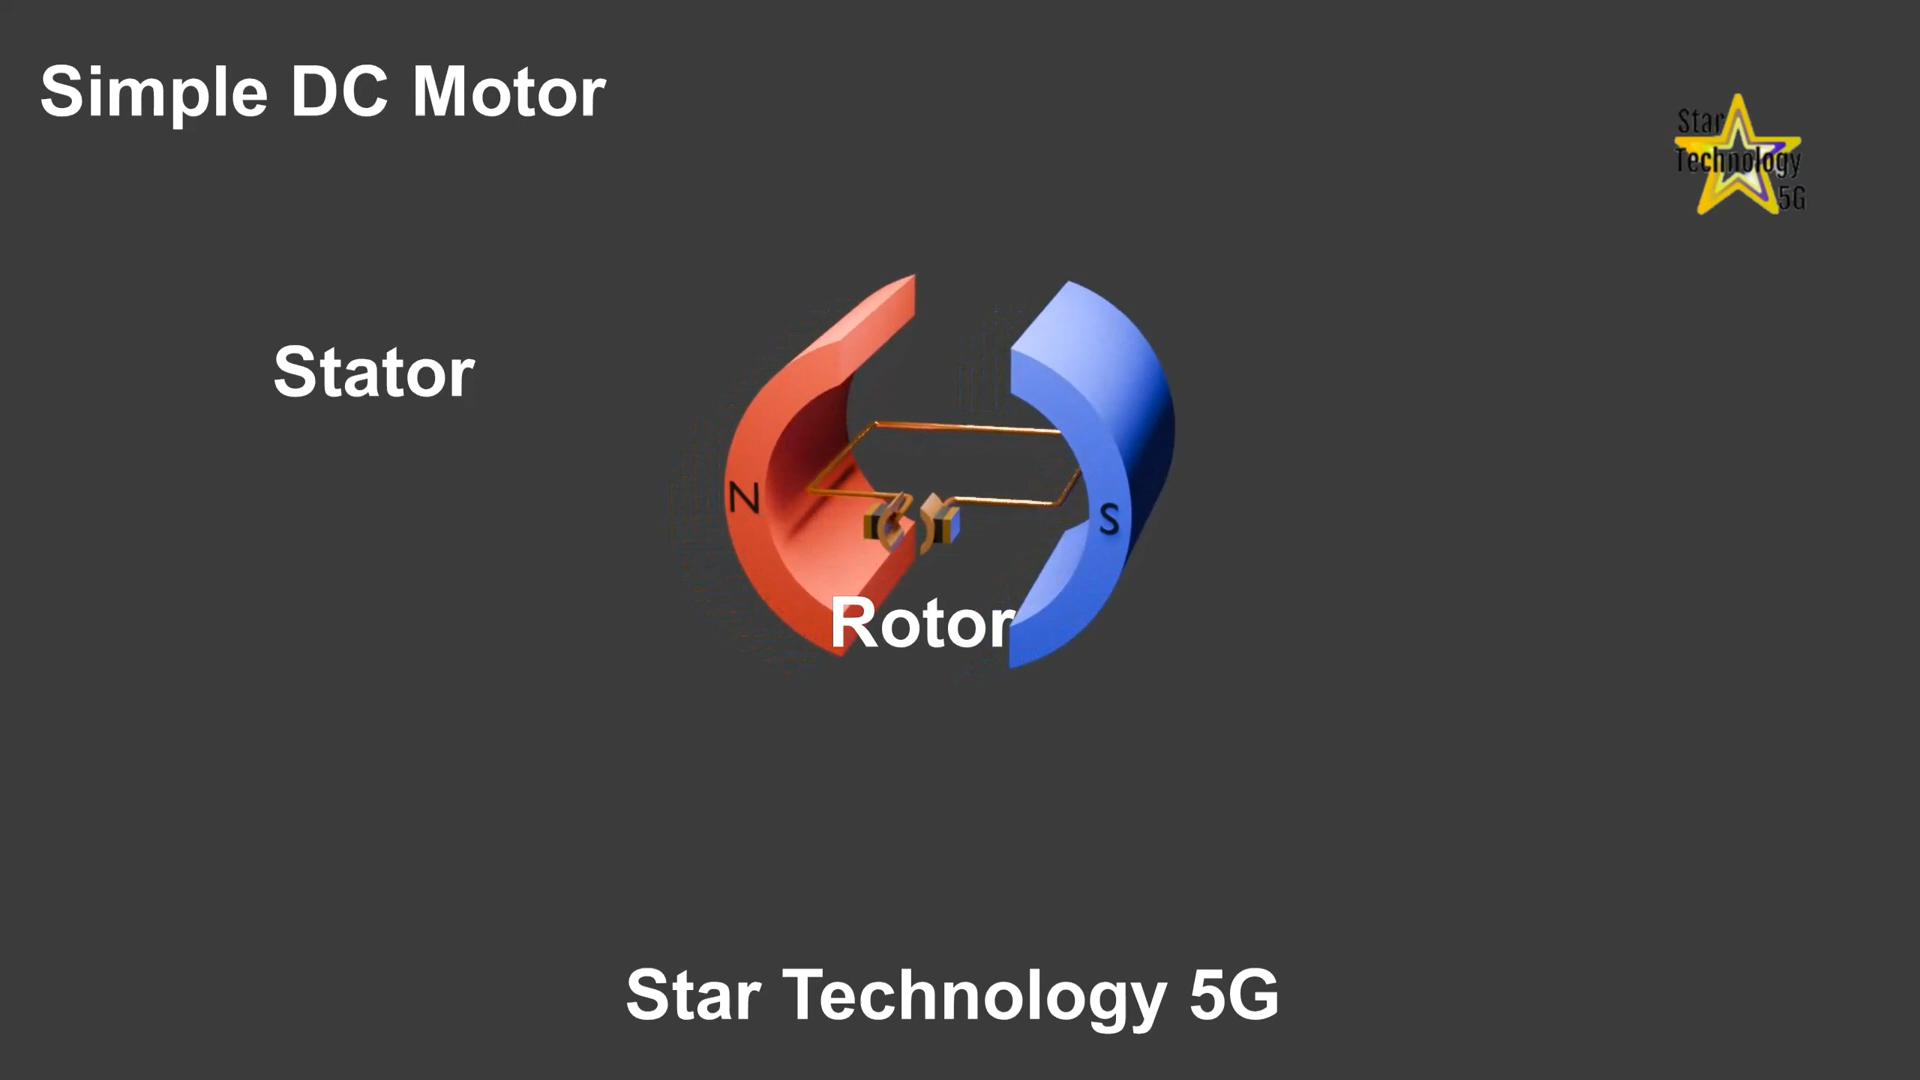 Simple DC Motor
Star
Technology
5G
Stator
N
S
Rotor
Star Technology 5G